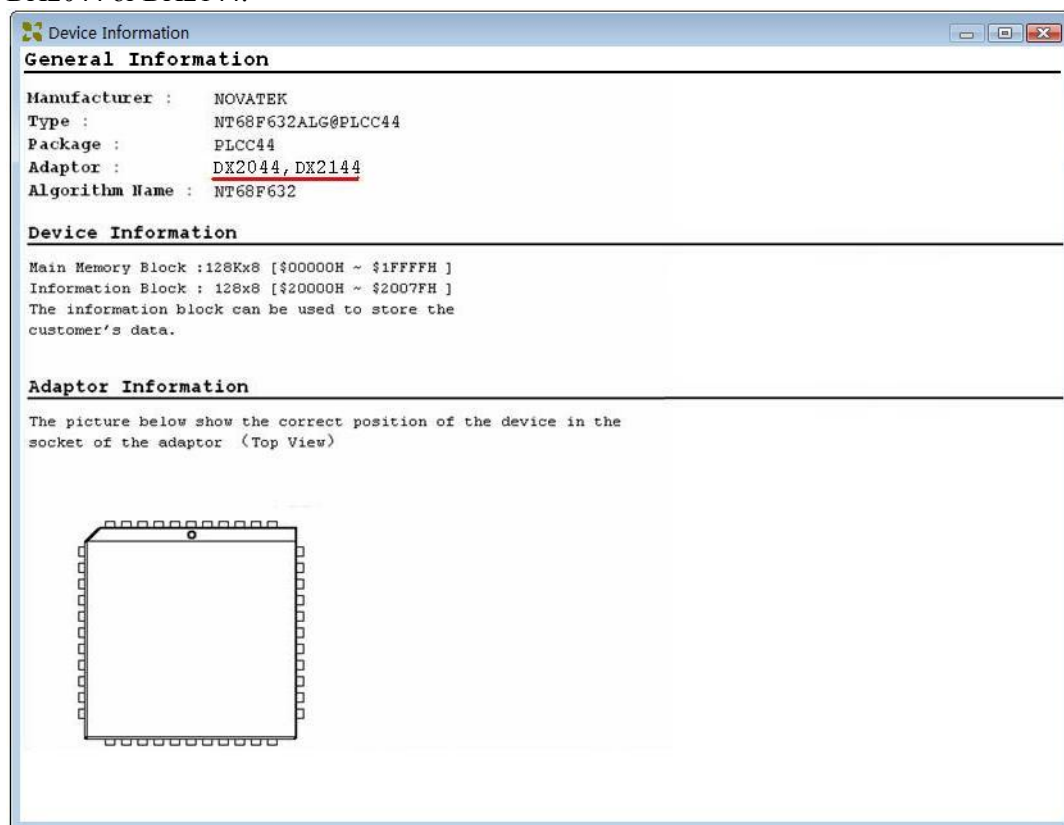 DX2044 or DX2144.
Device Information
General Information
Manufacturer : NOVATEK
Type : NT68F632ALG@PLCC44
Package : PLCC44
Adaptor : DX2044,DX2144
Algorithm Name : NT68F632
Device Information
Main Memory Block :128Kx8 [$00000H ~ $1FFFFH ]
Information Block : 128x8 [$20000H ~ $2007FH ]
The information block can be used to store the
customer's data.
Adaptor Information
The picture below show the correct position of the device in the
socket of the adaptor （Top View）